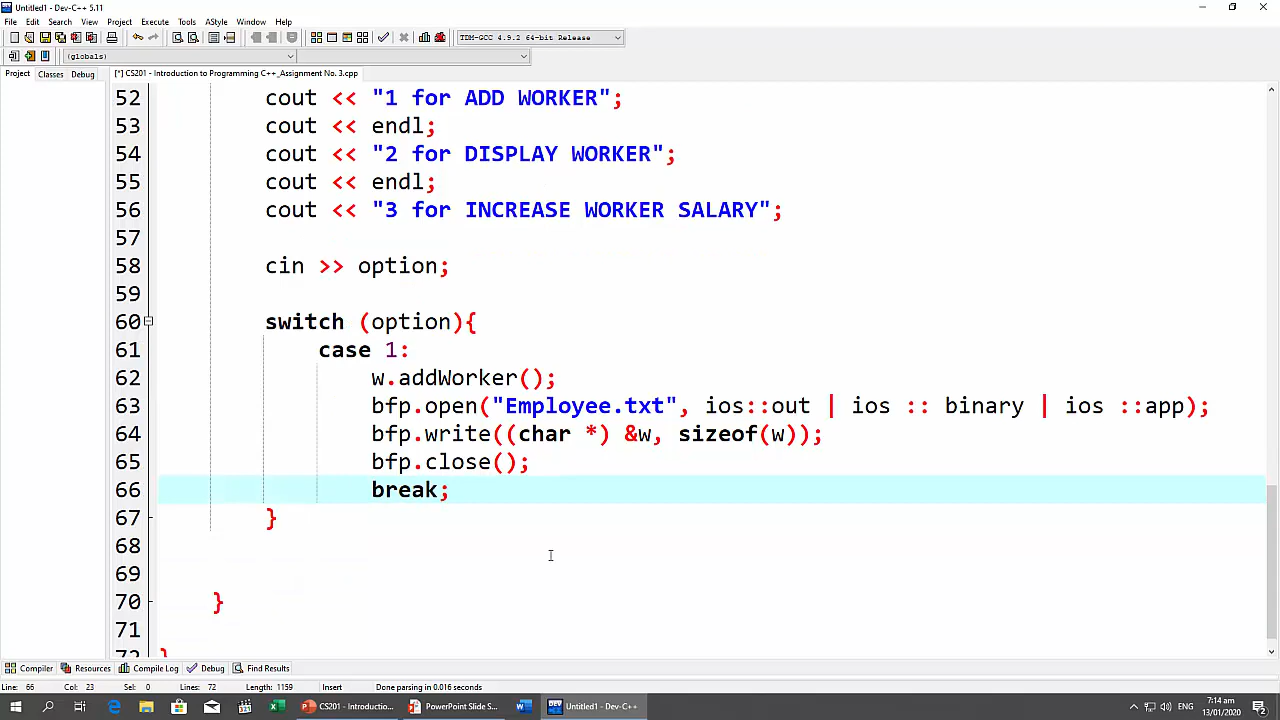 Untitled1 - Dev-C++ 5.11
File Edit Search View Project Execute Tools AStyle Window Help
TDM-GCC 4.9.2 64-bit Release
(globals)
Project Classes Debug [*] CS201 - Introduction to Programming C++_Assignment No. 3.cpp
52 cout << "1 for ADD WORKER";
53 cout << endl;
54 cout << "2 for DISPLAY WORKER";
55 cout << endl;
56 cout << "3 for INCREASE WORKER SALARY";
57
58 cin >> option;
59
60 switch (option){
61 case 1:
62 w.addWorker();
63 bfp.open("Employee.txt", ios::out | ios :: binary | ios ::app);
64 bfp.write((char *) &w, sizeof(w));
65 bfp.close();
66 break;
67 }
68
69
70 }
71
72 }
Compiler Resources Compile Log Debug Find Results
Line: 66 Col: 23 Sel: 0 Lines: 72 Length: 1159 Insert Done parsing in 0.016 seconds
CS201 - Introductio... PowerPoint Slide S... Untitled1 - Dev-C++ ENG 7:14 am
13/01/2020 2